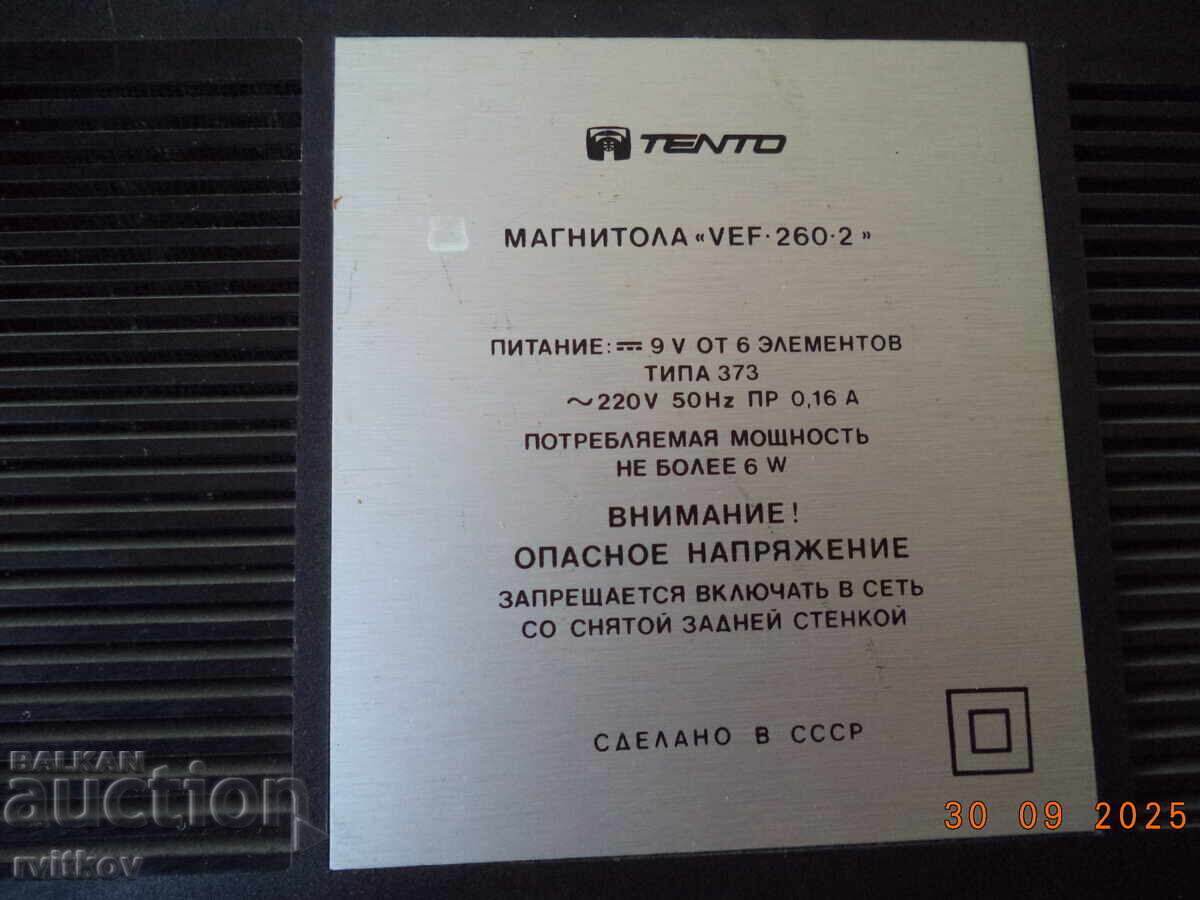 TENTO
МАГНИТОЛА «VEF·260·2»
ПИТАНИЕ: ⎓ 9 V ОТ 6 ЭЛЕМЕНТОВ
ТИПА 373
~220V 50Hz ПР 0,16 А
ПОТРЕБЛЯЕМАЯ МОЩНОСТЬ
НЕ БОЛЕЕ 6 W
ВНИМАНИЕ!
ОПАСНОЕ НАПРЯЖЕНИЕ
ЗАПРЕЩАЕТСЯ ВКЛЮЧАТЬ В СЕТЬ
СО СНЯТОЙ ЗАДНЕЙ СТЕНКОЙ
СДЕЛАНО В СССР
BALKAN
auction
rvitkov
30 09 2025